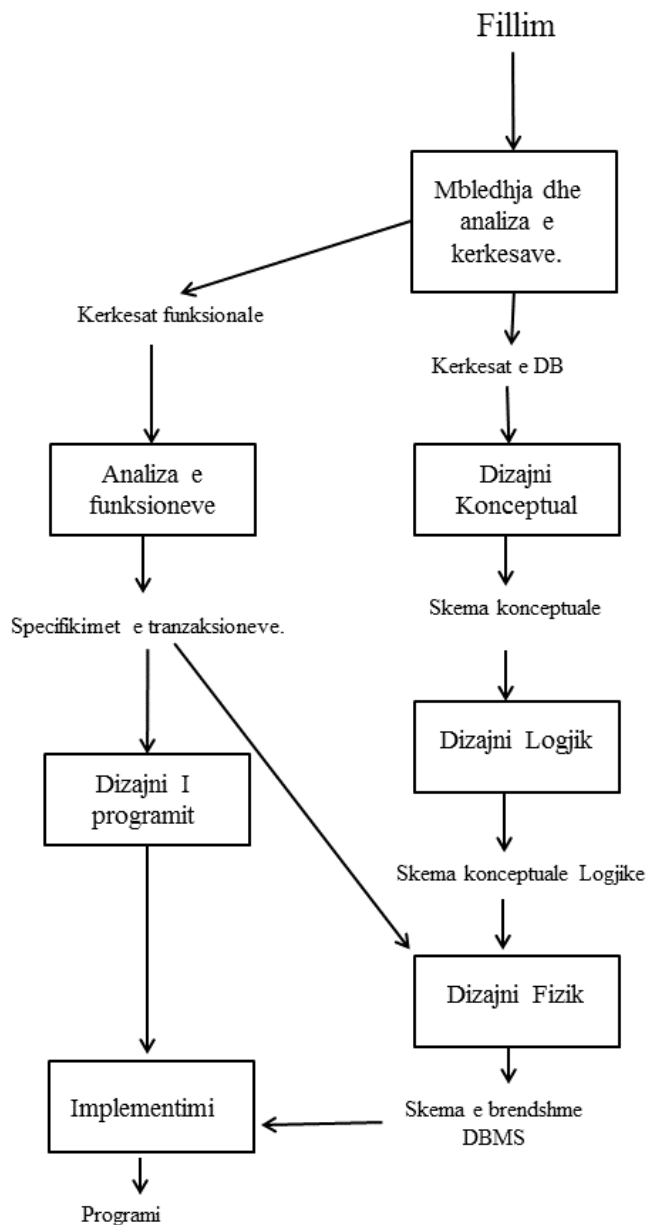 Fillim
Mbledhja dhe
analiza e
kerkesave.
Kerkesat funksionale
Kerkesat e DB
Analiza e
funksioneve
Dizajni
Konceptual
Specifikimet e tranzaksioneve.
Skema konceptuale
Dizajni I
programit
Dizajni Logjik
Skema konceptuale Logjike
Dizajni Fizik
Implementimi
Skema e brendshme
DBMS
Programi